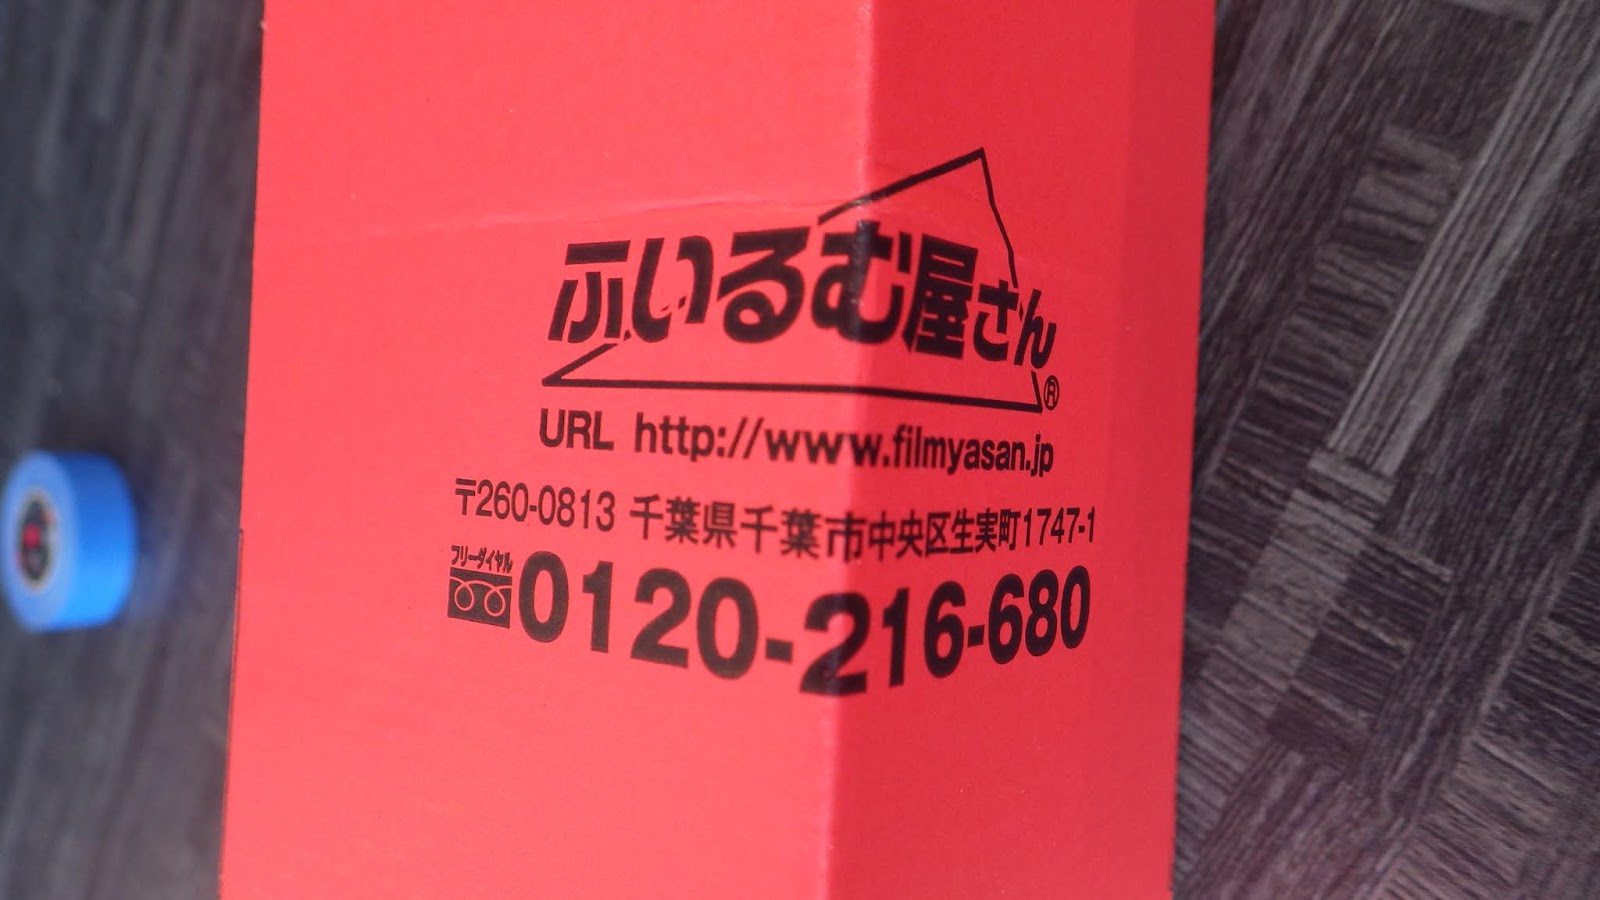 ふいるむ屋さん®
URL http://www.filmyasan.jp
〒260-0813 千葉県千葉市中央区生実町1747-1
フリーダイヤル
0120-216-680